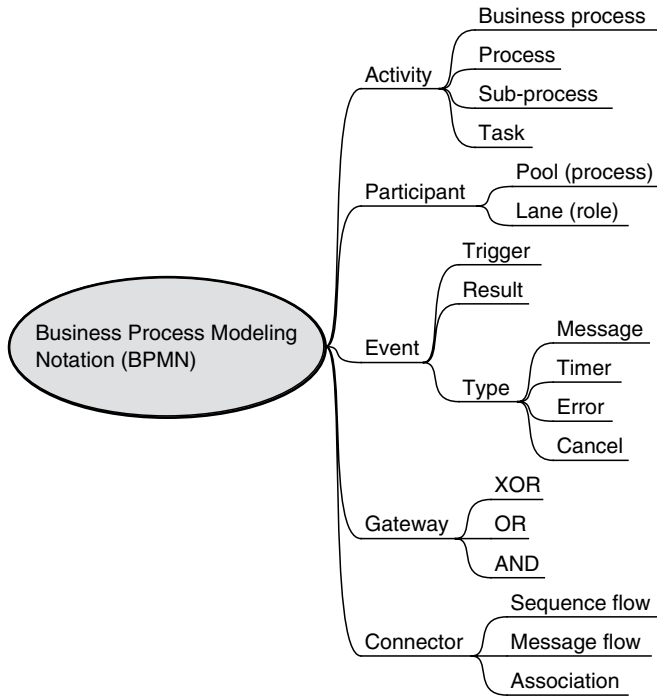 Business Process Modeling
Notation (BPMN)
Activity
Business process
Process
Sub-process
Task
Participant
Pool (process)
Lane (role)
Event
Trigger
Result
Type
Message
Timer
Error
Cancel
Gateway
XOR
OR
AND
Connector
Sequence flow
Message flow
Association